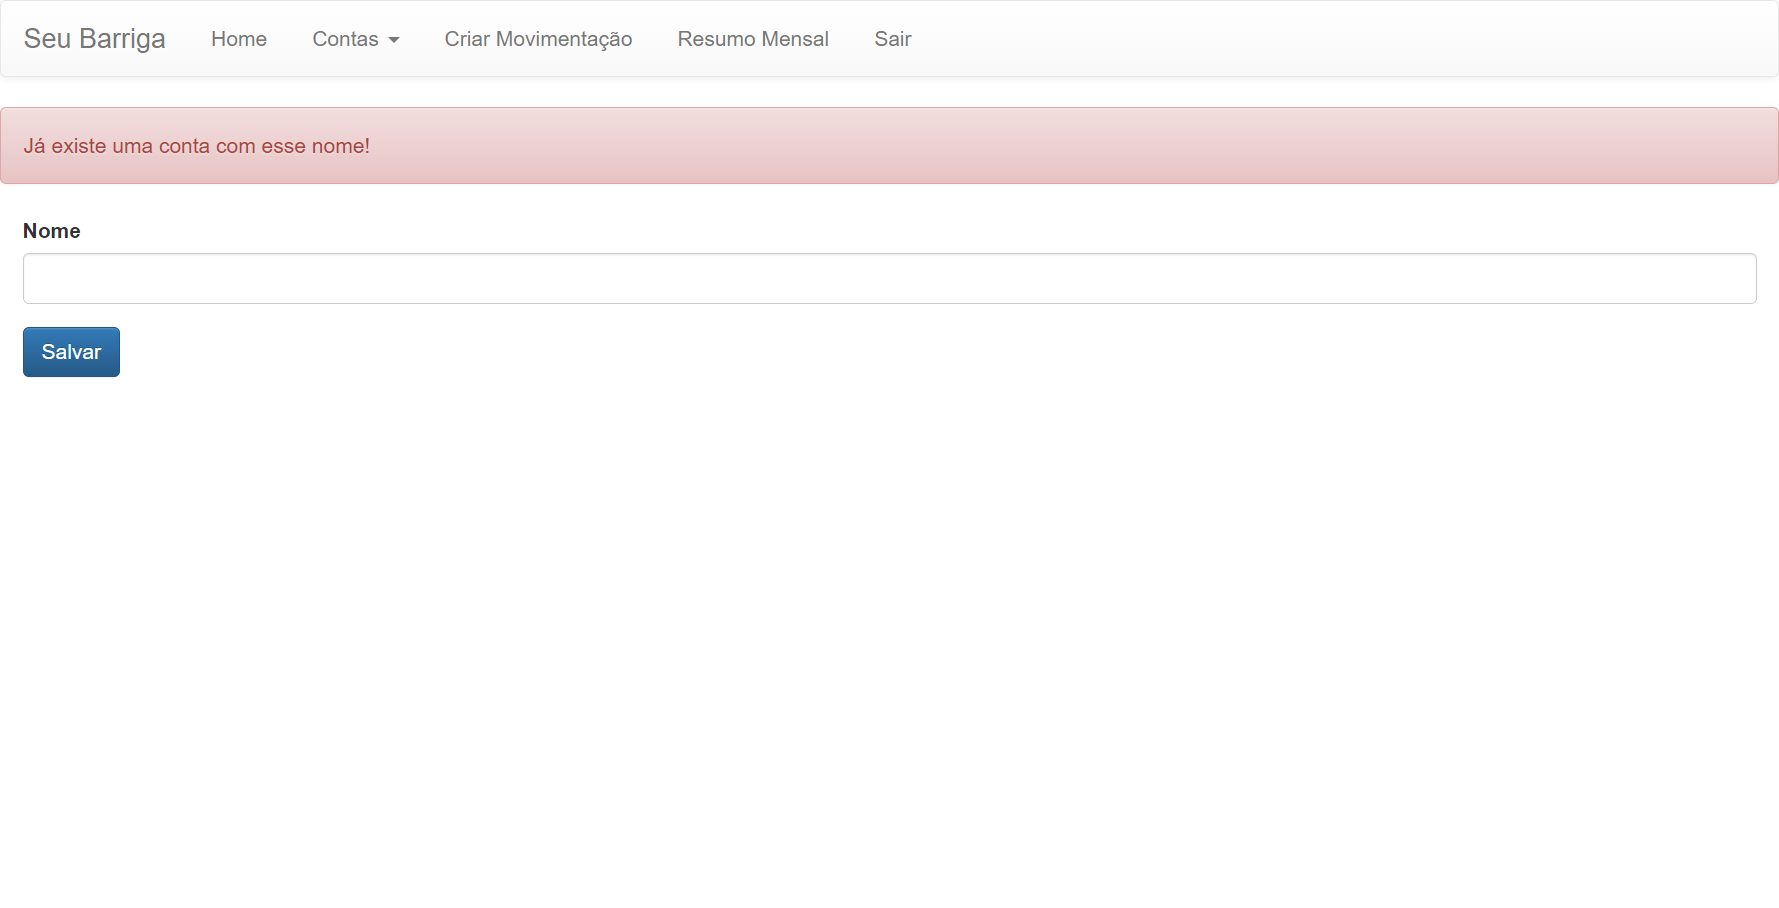 Seu Barriga Home Contas Criar Movimentação Resumo Mensal Sair
Já existe uma conta com esse nome!
Nome
Salvar